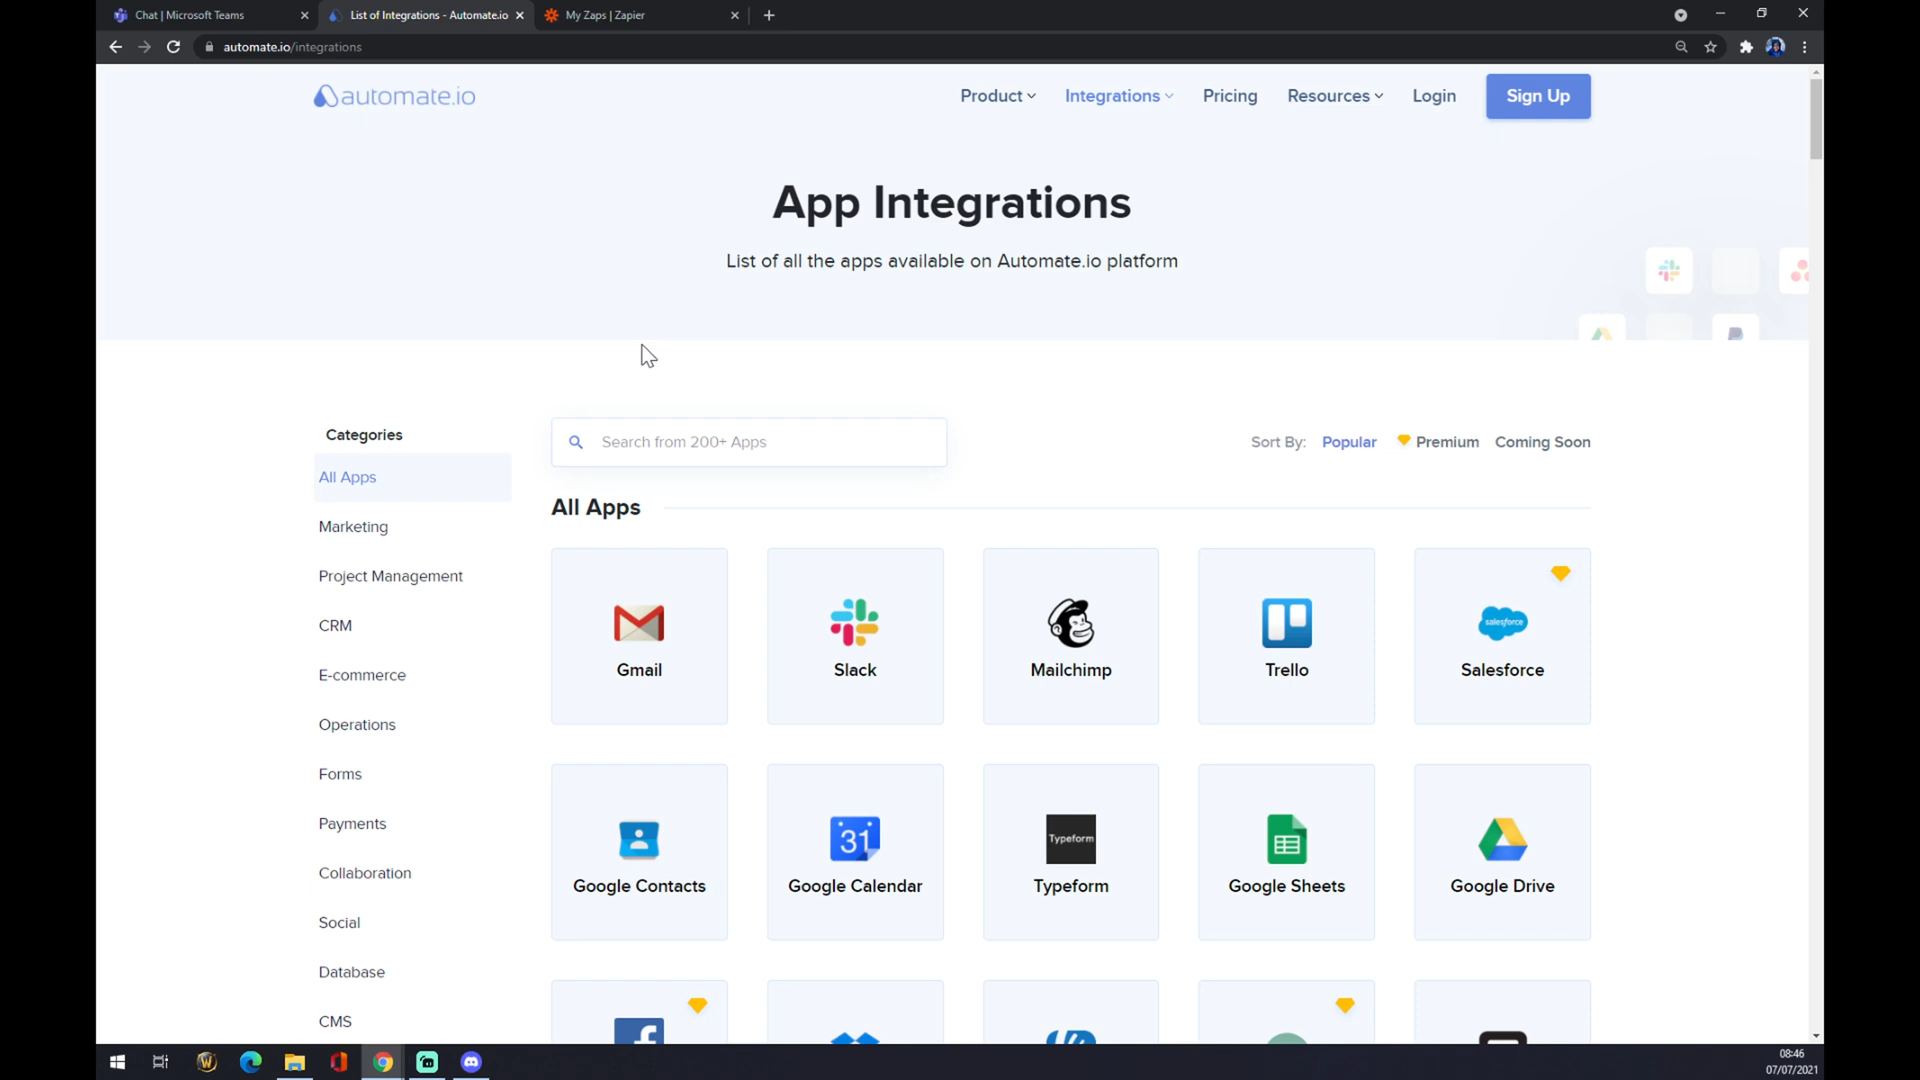 Chat | Microsoft Teams
List of Integrations - Automate.io
My Zaps | Zapier
automate.io/integrations
automate.io
Product
Integrations
Pricing
Resources
Login
Sign Up
App Integrations
List of all the apps available on Automate.io platform
Categories
Search from 200+ Apps
Sort By:
Popular
Premium
Coming Soon
All Apps
Marketing
Project Management
CRM
E-commerce
Operations
Forms
Payments
Collaboration
Social
Database
CMS
All Apps
Gmail
Slack
Mailchimp
Trello
salesforce
Salesforce
Google Contacts
31
Google Calendar
Typeform
Typeform
Google Sheets
Google Drive
08:46
07/07/2021